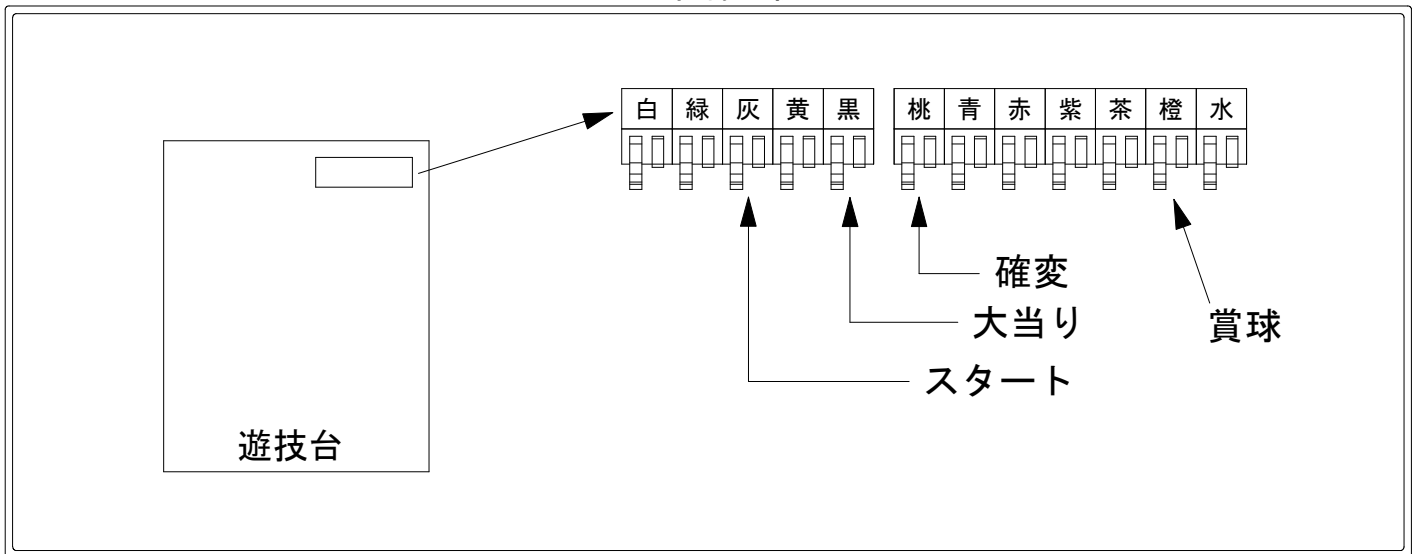 白 緑 灰 黄 黒 桃 青 赤 紫 茶 橙 水
確変
大当り
賞球
スタート
遊技台